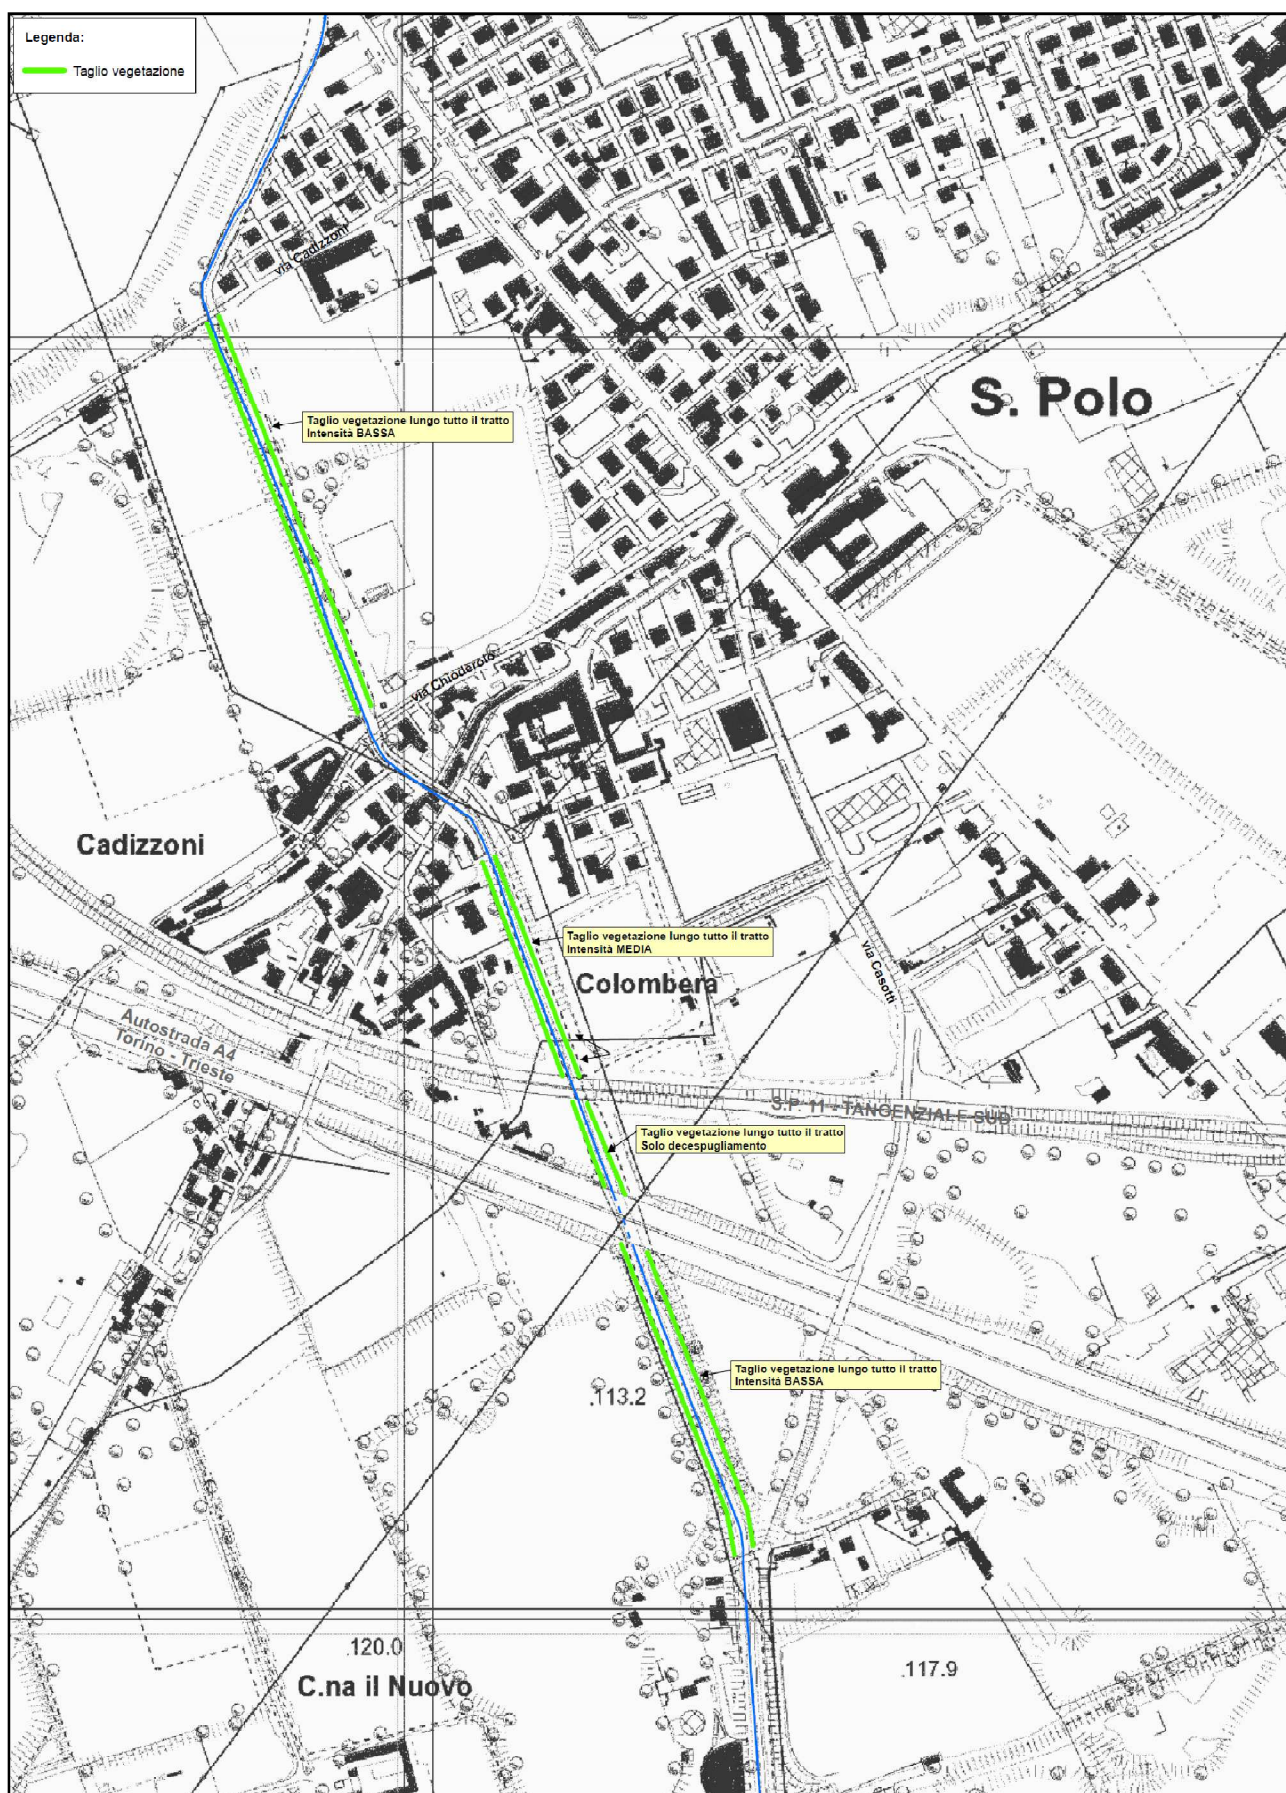 Legenda:
Taglio vegetazione
via Cadizzoni
S. Polo
Taglio vegetazione lungo tutto il tratto
Intensità BASSA
via Chioderolo
Cadizzoni
Taglio vegetazione lungo tutto il tratto
Intensità MEDIA
via Casotti
Colombera
Autostrada A4
Torino - Trieste
S.P. 11 - TANGENZIALE SUD
Taglio vegetazione lungo tutto il tratto
Solo decespugliamento
Taglio vegetazione lungo tutto il tratto
Intensità BASSA
.113.2
.120.0
.117.9
C.na il Nuovo